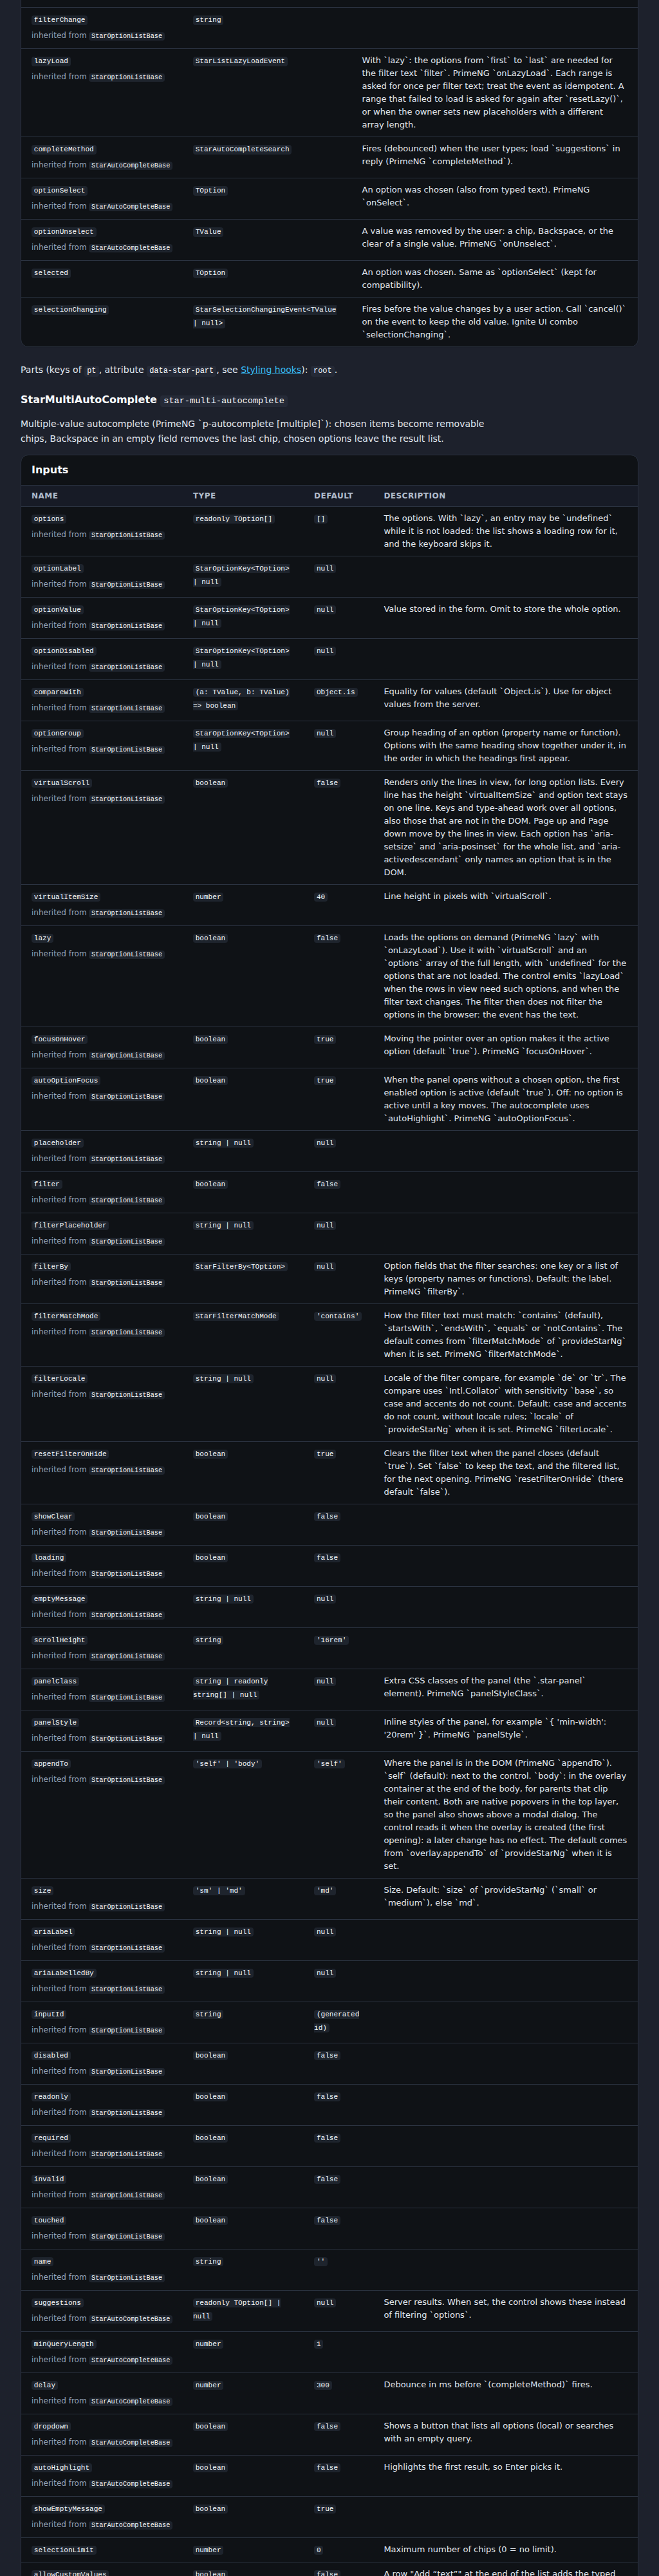 filterChange string
inherited from StarOptionListBase
lazyLoad StarListLazyLoadEvent With `lazy`: the options from `first` to `last` are needed for
inherited from StarOptionListBase the filter text `filter`. PrimeNG `onLazyLoad`. Each range is
asked for once per filter text; treat the event as idempotent. A
range that failed to load is asked for again after `resetLazy()`,
or when the owner sets new placeholders with a different
array length.
completeMethod StarAutoCompleteSearch Fires (debounced) when the user types; load `suggestions` in
inherited from StarAutoCompleteBase reply (PrimeNG `completeMethod`).
optionSelect TOption An option was chosen (also from typed text). PrimeNG
inherited from StarAutoCompleteBase `onSelect`.
optionUnselect TValue A value was removed by the user: a chip, Backspace, or the
inherited from StarAutoCompleteBase clear of a single value. PrimeNG `onUnselect`.
selected TOption An option was chosen. Same as `optionSelect` (kept for
compatibility).
selectionChanging StarSelectionChangingEvent<TValue Fires before the value changes by a user action. Call `cancel()`
| null> on the event to keep the old value. Ignite UI combo
`selectionChanging`.
Parts (keys of pt, attribute data-star-part, see Styling hooks): root.
StarMultiAutoComplete star-multi-autocomplete
Multiple-value autocomplete (PrimeNG `p-autocomplete [multiple]`): chosen items become removable
chips, Backspace in an empty field removes the last chip, chosen options leave the result list.
Inputs
NAME TYPE DEFAULT DESCRIPTION
options readonly TOption[] [] The options. With `lazy`, an entry may be `undefined`
inherited from StarOptionListBase while it is not loaded: the list shows a loading row for it,
and the keyboard skips it.
optionLabel StarOptionKey<TOption> null
inherited from StarOptionListBase | null
optionValue StarOptionKey<TOption> null Value stored in the form. Omit to store the whole option.
inherited from StarOptionListBase | null
optionDisabled StarOptionKey<TOption> null
inherited from StarOptionListBase | null
compareWith (a: TValue, b: TValue) Object.is Equality for values (default `Object.is`). Use for object
inherited from StarOptionListBase => boolean values from the server.
optionGroup StarOptionKey<TOption> null Group heading of an option (property name or function).
inherited from StarOptionListBase | null Options with the same heading show together under it, in
the order in which the headings first appear.
virtualScroll boolean false Renders only the lines in view, for long option lists. Every
inherited from StarOptionListBase line has the height `virtualItemSize` and option text stays
on one line. Keys and type-ahead work over all options,
also those that are not in the DOM. Page up and Page
down move by the lines in view. Each option has `aria-
setsize` and `aria-posinset` for the whole list, and `aria-
activedescendant` only names an option that is in the
DOM.
virtualItemSize number 40 Line height in pixels with `virtualScroll`.
inherited from StarOptionListBase
lazy boolean false Loads the options on demand (PrimeNG `lazy` with
inherited from StarOptionListBase `onLazyLoad`). Use it with `virtualScroll` and an
`options` array of the full length, with `undefined` for the
options that are not loaded. The control emits `lazyLoad`
when the rows in view need such options, and when the
filter text changes. The filter then does not filter the
options in the browser: the event has the text.
focusOnHover boolean true Moving the pointer over an option makes it the active
inherited from StarOptionListBase option (default `true`). PrimeNG `focusOnHover`.
autoOptionFocus boolean true When the panel opens without a chosen option, the first
inherited from StarOptionListBase enabled option is active (default `true`). Off: no option is
active until a key moves. The autocomplete uses
`autoHighlight`. PrimeNG `autoOptionFocus`.
placeholder string | null null
inherited from StarOptionListBase
filter boolean false
inherited from StarOptionListBase
filterPlaceholder string | null null
inherited from StarOptionListBase
filterBy StarFilterBy<TOption> null Option fields that the filter searches: one key or a list of
inherited from StarOptionListBase keys (property names or functions). Default: the label.
PrimeNG `filterBy`.
filterMatchMode StarFilterMatchMode 'contains' How the filter text must match: `contains` (default),
inherited from StarOptionListBase `startsWith`, `endsWith`, `equals` or `notContains`. The
default comes from `filterMatchMode` of `provideStarNg`
when it is set. PrimeNG `filterMatchMode`.
filterLocale string | null null Locale of the filter compare, for example `de` or `tr`. The
inherited from StarOptionListBase compare uses `Intl.Collator` with sensitivity `base`, so
case and accents do not count. Default: case and accents
do not count, without locale rules; `locale` of
`provideStarNg` when it is set. PrimeNG `filterLocale`.
resetFilterOnHide boolean true Clears the filter text when the panel closes (default
inherited from StarOptionListBase `true`). Set `false` to keep the text, and the filtered list,
for the next opening. PrimeNG `resetFilterOnHide` (there
default `false`).
showClear boolean false
inherited from StarOptionListBase
loading boolean false
inherited from StarOptionListBase
emptyMessage string | null null
inherited from StarOptionListBase
scrollHeight string '16rem'
inherited from StarOptionListBase
panelClass string | readonly null Extra CSS classes of the panel (the `.star-panel`
inherited from StarOptionListBase string[] | null element). PrimeNG `panelStyleClass`.
panelStyle Record<string, string> null Inline styles of the panel, for example `{ 'min-width':
inherited from StarOptionListBase | null '20rem' }`. PrimeNG `panelStyle`.
appendTo 'self' | 'body' 'self' Where the panel is in the DOM (PrimeNG `appendTo`).
inherited from StarOptionListBase `self` (default): next to the control. `body`: in the overlay
container at the end of the body, for parents that clip
their content. Both are native popovers in the top layer,
so the panel also shows above a modal dialog. The
control reads it when the overlay is created (the first
opening): a later change has no effect. The default comes
from `overlay.appendTo` of `provideStarNg` when it is
set.
size 'sm' | 'md' 'md' Size. Default: `size` of `provideStarNg` (`small` or
inherited from StarOptionListBase `medium`), else `md`.
ariaLabel string | null null
inherited from StarOptionListBase
ariaLabelledBy string | null null
inherited from StarOptionListBase
inputId string (generated
inherited from StarOptionListBase id)
disabled boolean false
inherited from StarOptionListBase
readonly boolean false
inherited from StarOptionListBase
required boolean false
inherited from StarOptionListBase
invalid boolean false
inherited from StarOptionListBase
touched boolean false
inherited from StarOptionListBase
name string ''
inherited from StarOptionListBase
suggestions readonly TOption[] | null Server results. When set, the control shows these instead
inherited from StarAutoCompleteBase null of filtering `options`.
minQueryLength number 1
inherited from StarAutoCompleteBase
delay number 300 Debounce in ms before `(completeMethod)` fires.
inherited from StarAutoCompleteBase
dropdown boolean false Shows a button that lists all options (local) or searches
inherited from StarAutoCompleteBase with an empty query.
autoHighlight boolean false Highlights the first result, so Enter picks it.
inherited from StarAutoCompleteBase
showEmptyMessage boolean true
inherited from StarAutoCompleteBase
selectionLimit number 0 Maximum number of chips (0 = no limit).
allowCustomValues boolean false A row "Add "text"" at the end of the list adds the typed